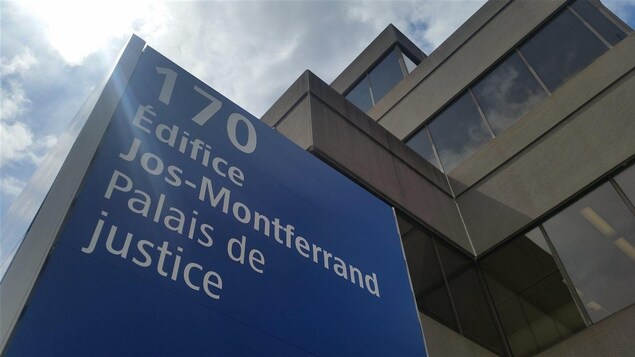 170
Édifice
Jos-Montferrand
Palais de
justice